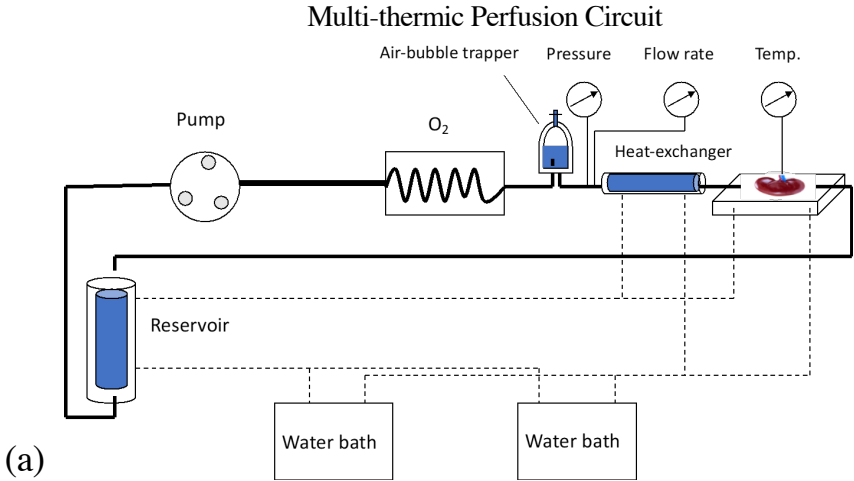 Multi-thermic Perfusion Circuit
Air-bubble trapper
Pressure
Flow rate
Temp.
Pump
O₂
Heat-exchanger
Reservoir
Water bath
Water bath
(a)